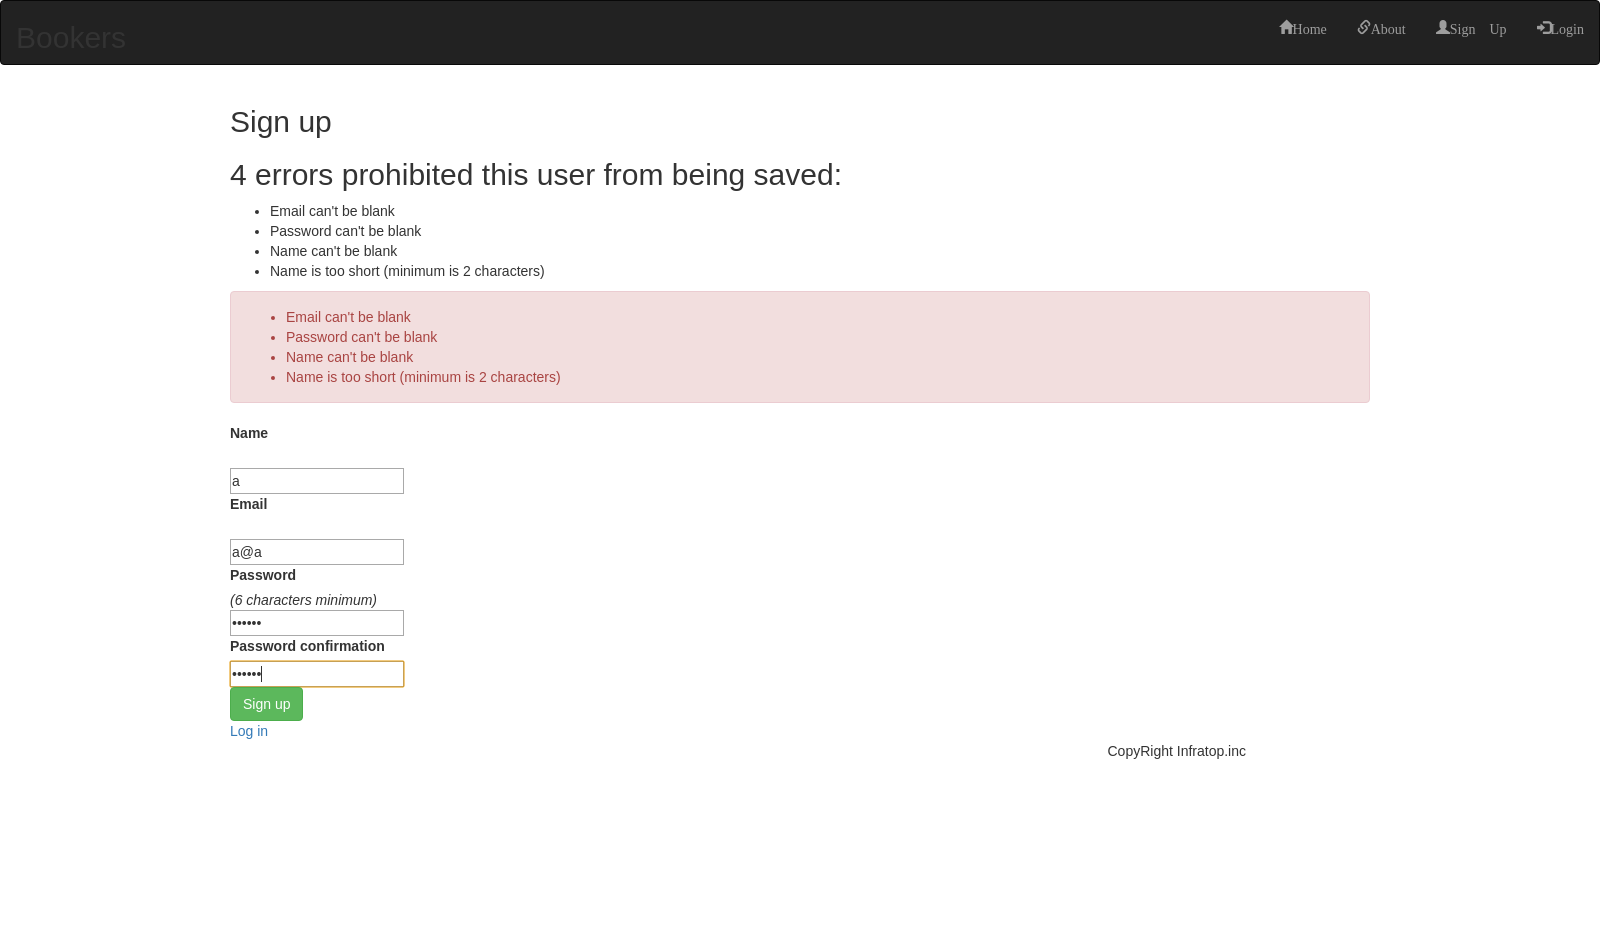 Bookers
Home About Sign Up Login
Sign up
4 errors prohibited this user from being saved:
Email can't be blank
Password can't be blank
Name can't be blank
Name is too short (minimum is 2 characters)
Email can't be blank
Password can't be blank
Name can't be blank
Name is too short (minimum is 2 characters)
Name
a
Email
a@a
Password
(6 characters minimum)
••••••
Password confirmation
••••••
Sign up
Log in
CopyRight Infratop.inc